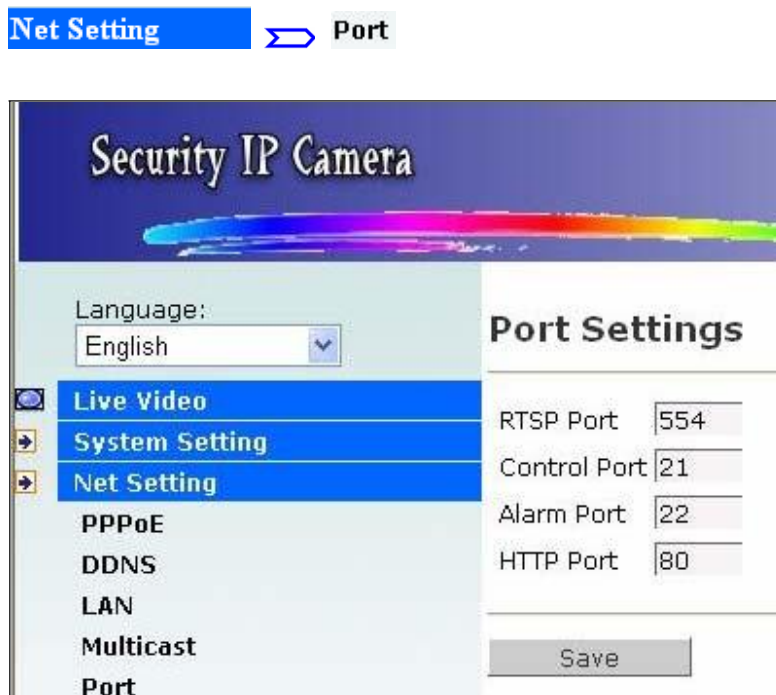 Net Setting Port
Security IP Camera
Language:
English
Live Video
System Setting
Net Setting
PPPoE
DDNS
LAN
Multicast
Port
Port Settings
RTSP Port 554
Control Port 21
Alarm Port 22
HTTP Port 80
Save